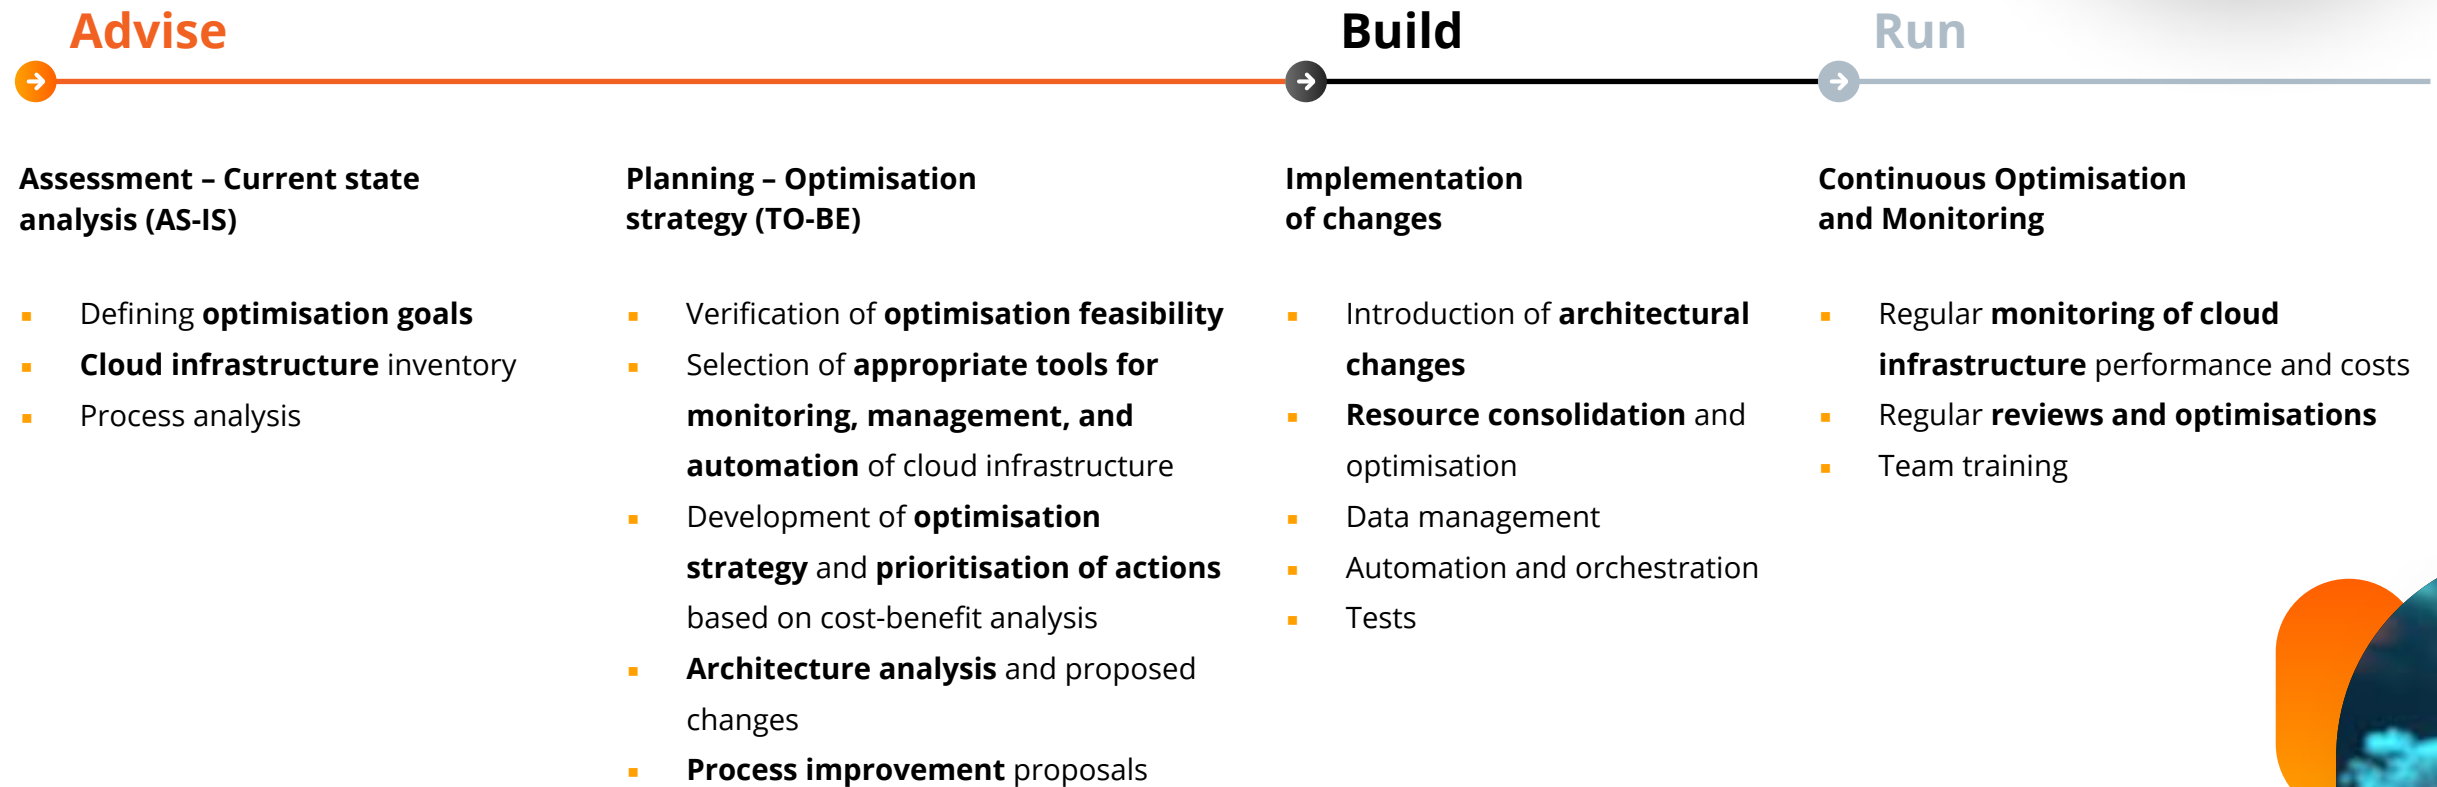 Advise
Build
Run
Assessment – Current state
analysis (AS-IS)
Defining optimisation goals
Cloud infrastructure inventory
Process analysis
Planning – Optimisation
strategy (TO-BE)
Verification of optimisation feasibility
Selection of appropriate tools for
monitoring, management, and
automation of cloud infrastructure
Development of optimisation
strategy and prioritisation of actions
based on cost-benefit analysis
Architecture analysis and proposed
changes
Process improvement proposals
Implementation
of changes
Introduction of architectural
changes
Resource consolidation and
optimisation
Data management
Automation and orchestration
Tests
Continuous Optimisation
and Monitoring
Regular monitoring of cloud
infrastructure performance and costs
Regular reviews and optimisations
Team training